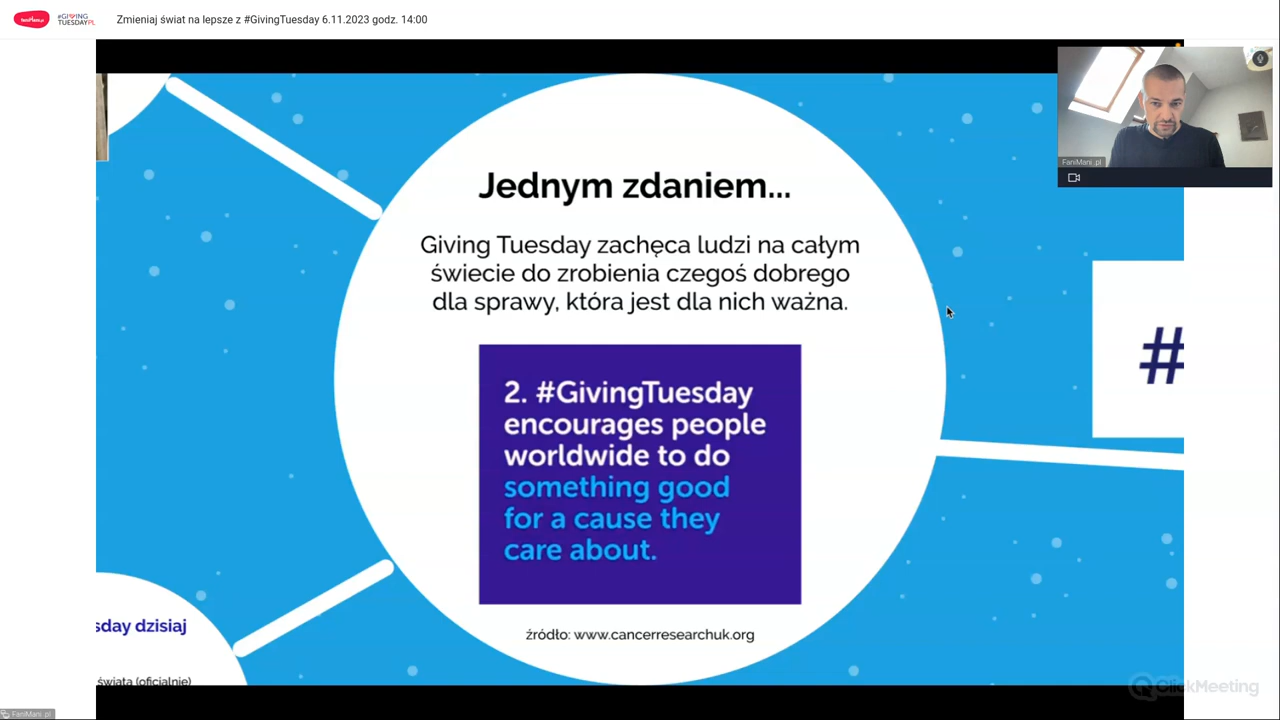 FaniMani.pl
#GIVING
TUESDAYPL
Zmieniaj świat na lepsze z #GivingTuesday 6.11.2023 godz. 14:00
FaniMani .pl
Jednym zdaniem...
Giving Tuesday zachęca ludzi na całym
świecie do zrobienia czegoś dobrego
dla sprawy, która jest dla nich ważna.
#
2. #GivingTuesday
encourages people
worldwide to do
something good
for a cause they
care about.
źródło: www.cancerresearchuk.org
sday dzisiaj
świata (oficjalnie)
ClickMeeting
FaniMani .pl